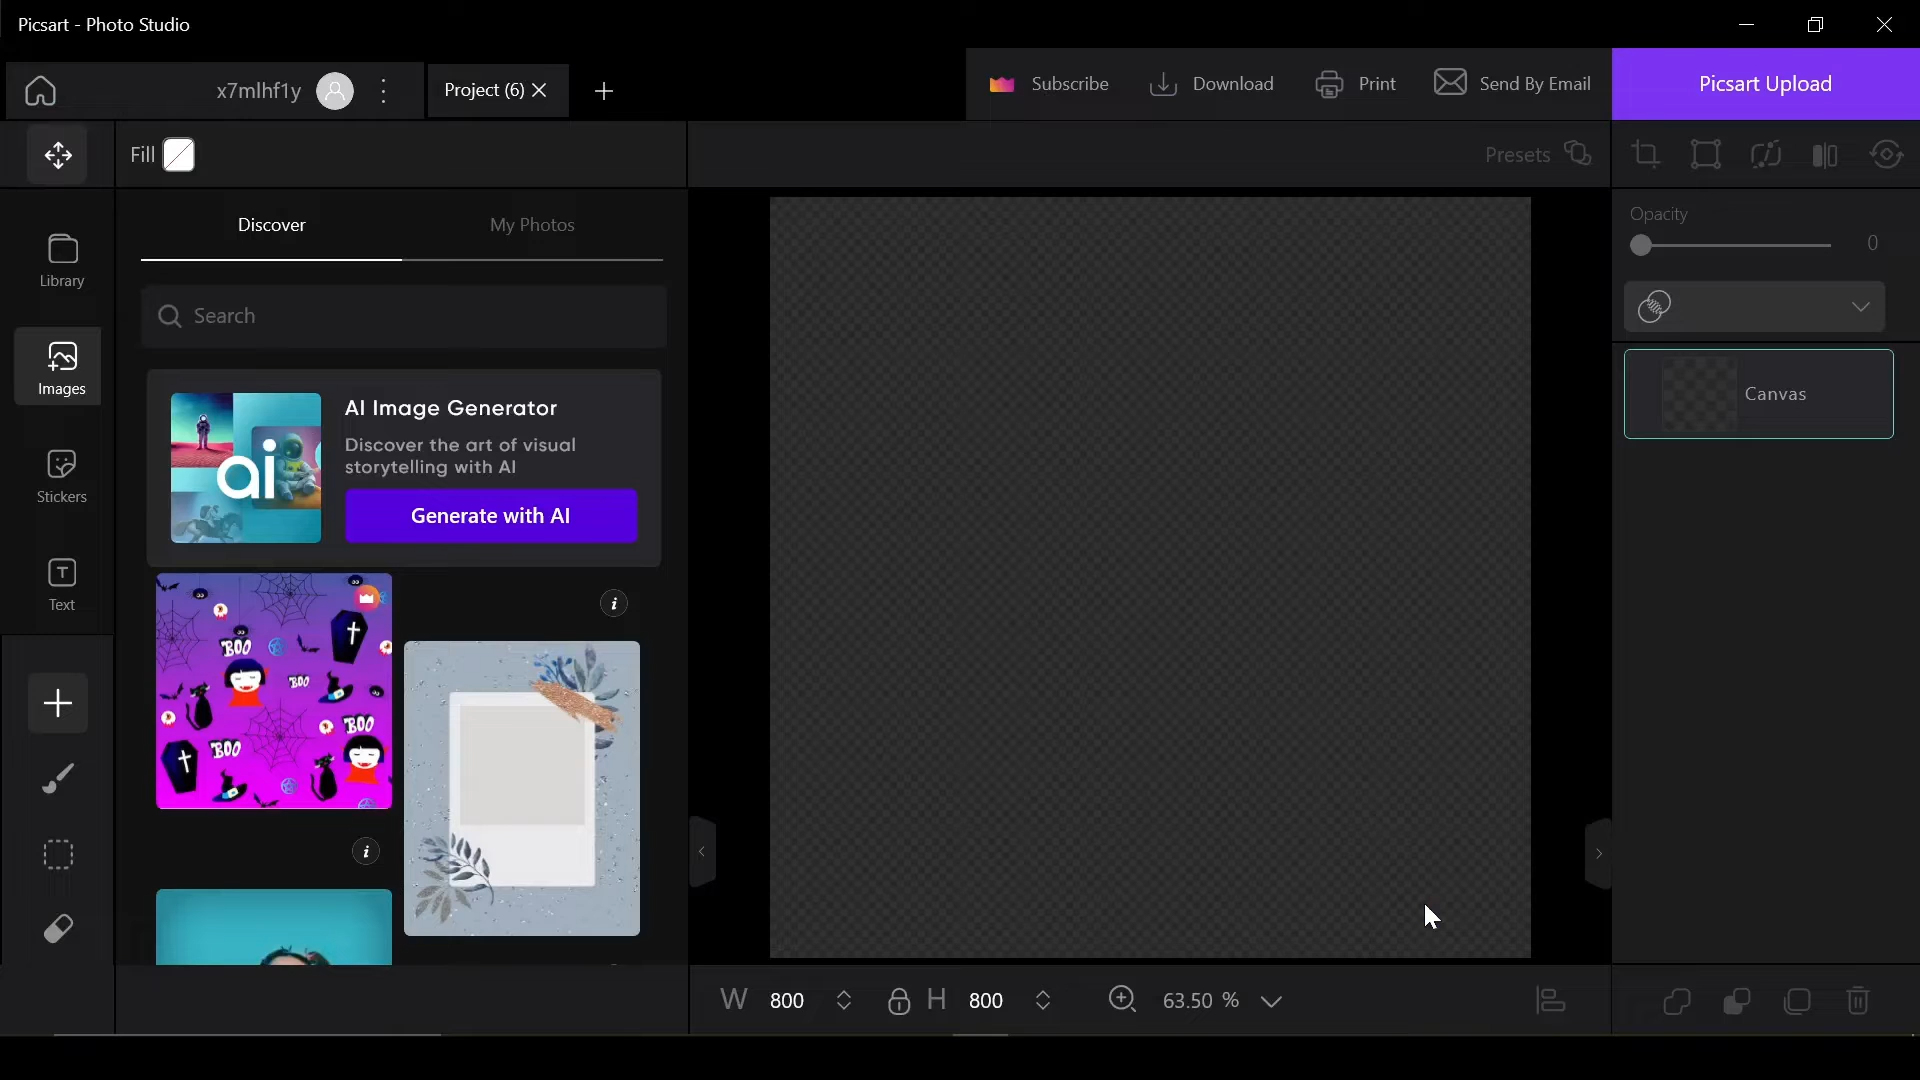 Picsart - Photo Studio
x7mlhf1y
Project (6)
Subscribe
Download
Print
Send By Email
Picsart Upload
Fill
Presets
Discover
My Photos
Opacity
0
Library
Search
Images
AI Image Generator
Discover the art of visual
storytelling with AI
Generate with AI
ai
Canvas
Stickers
Text
BOO
BOO
BOO
BOO
W 800
H 800
63.50 %